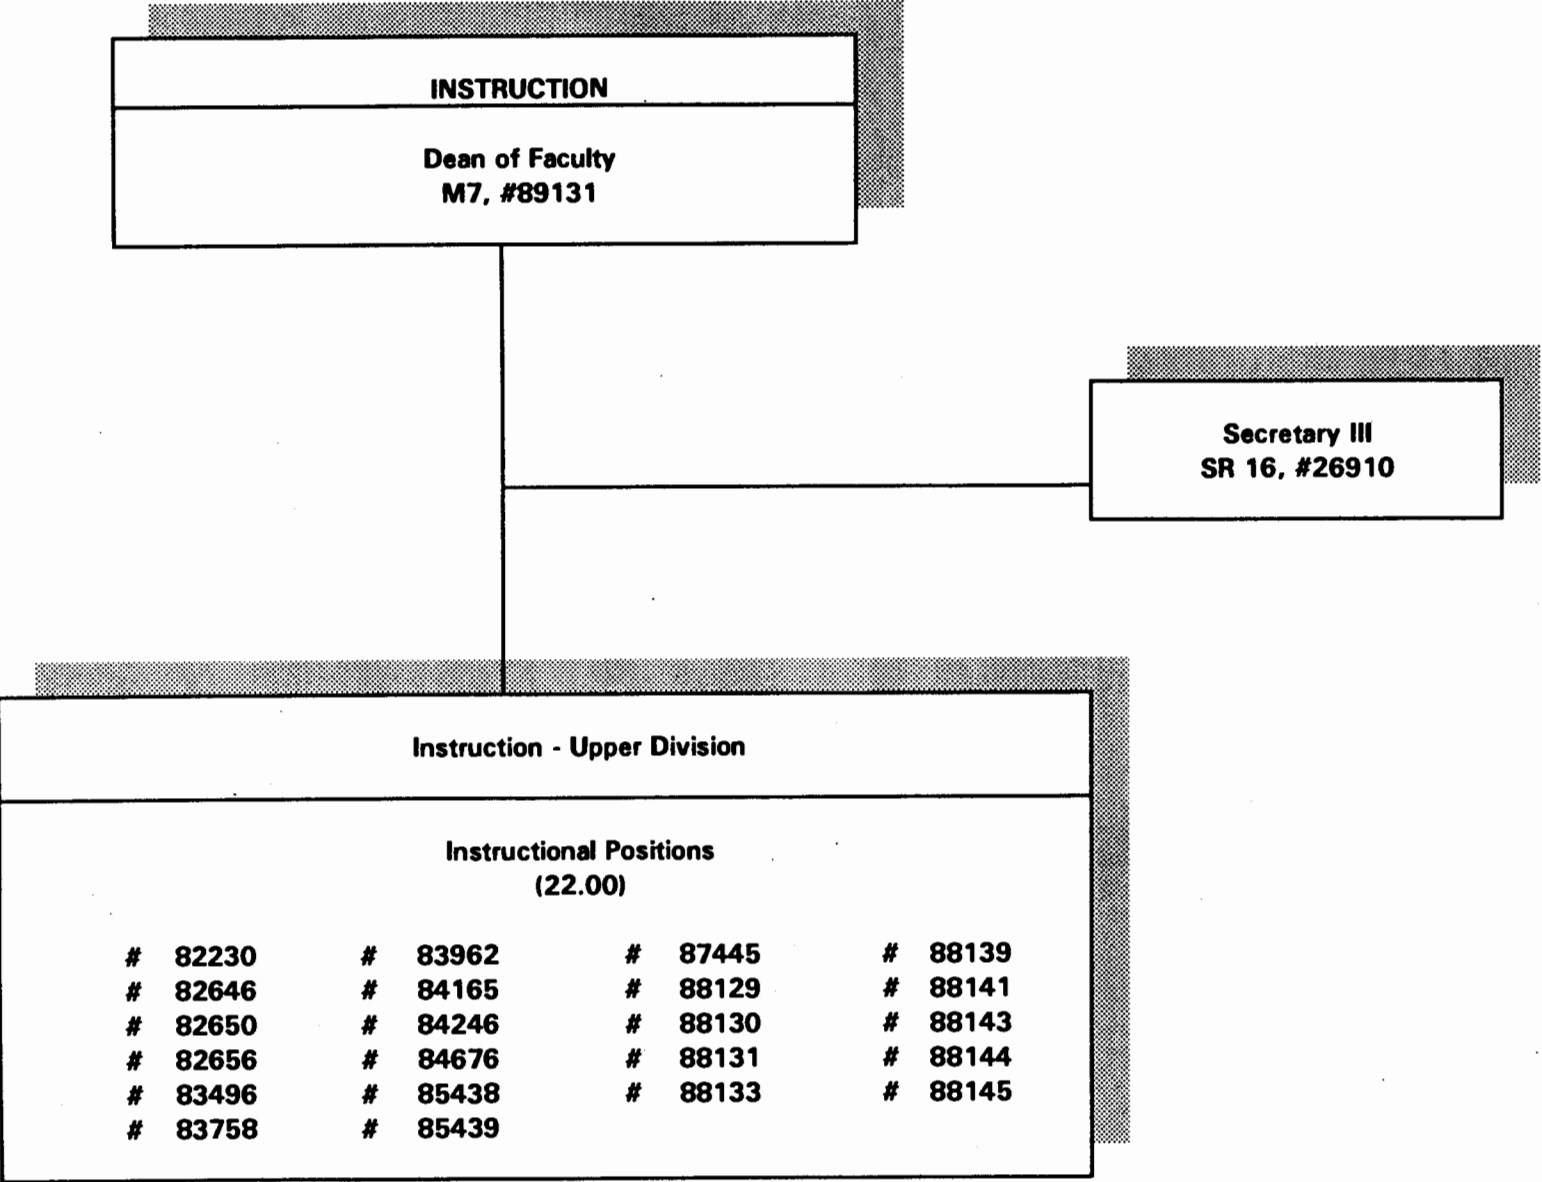 INSTRUCTION
Dean of Faculty
M7, #89131
Secretary III
SR 16, #26910
Instruction - Upper Division
Instructional Positions
(22.00)
# 82230 # 83962 # 87445 # 88139
# 82646 # 84165 # 88129 # 88141
# 82650 # 84246 # 88130 # 88143
# 82656 # 84676 # 88131 # 88144
# 83496 # 85438 # 88133 # 88145
# 83758 # 85439